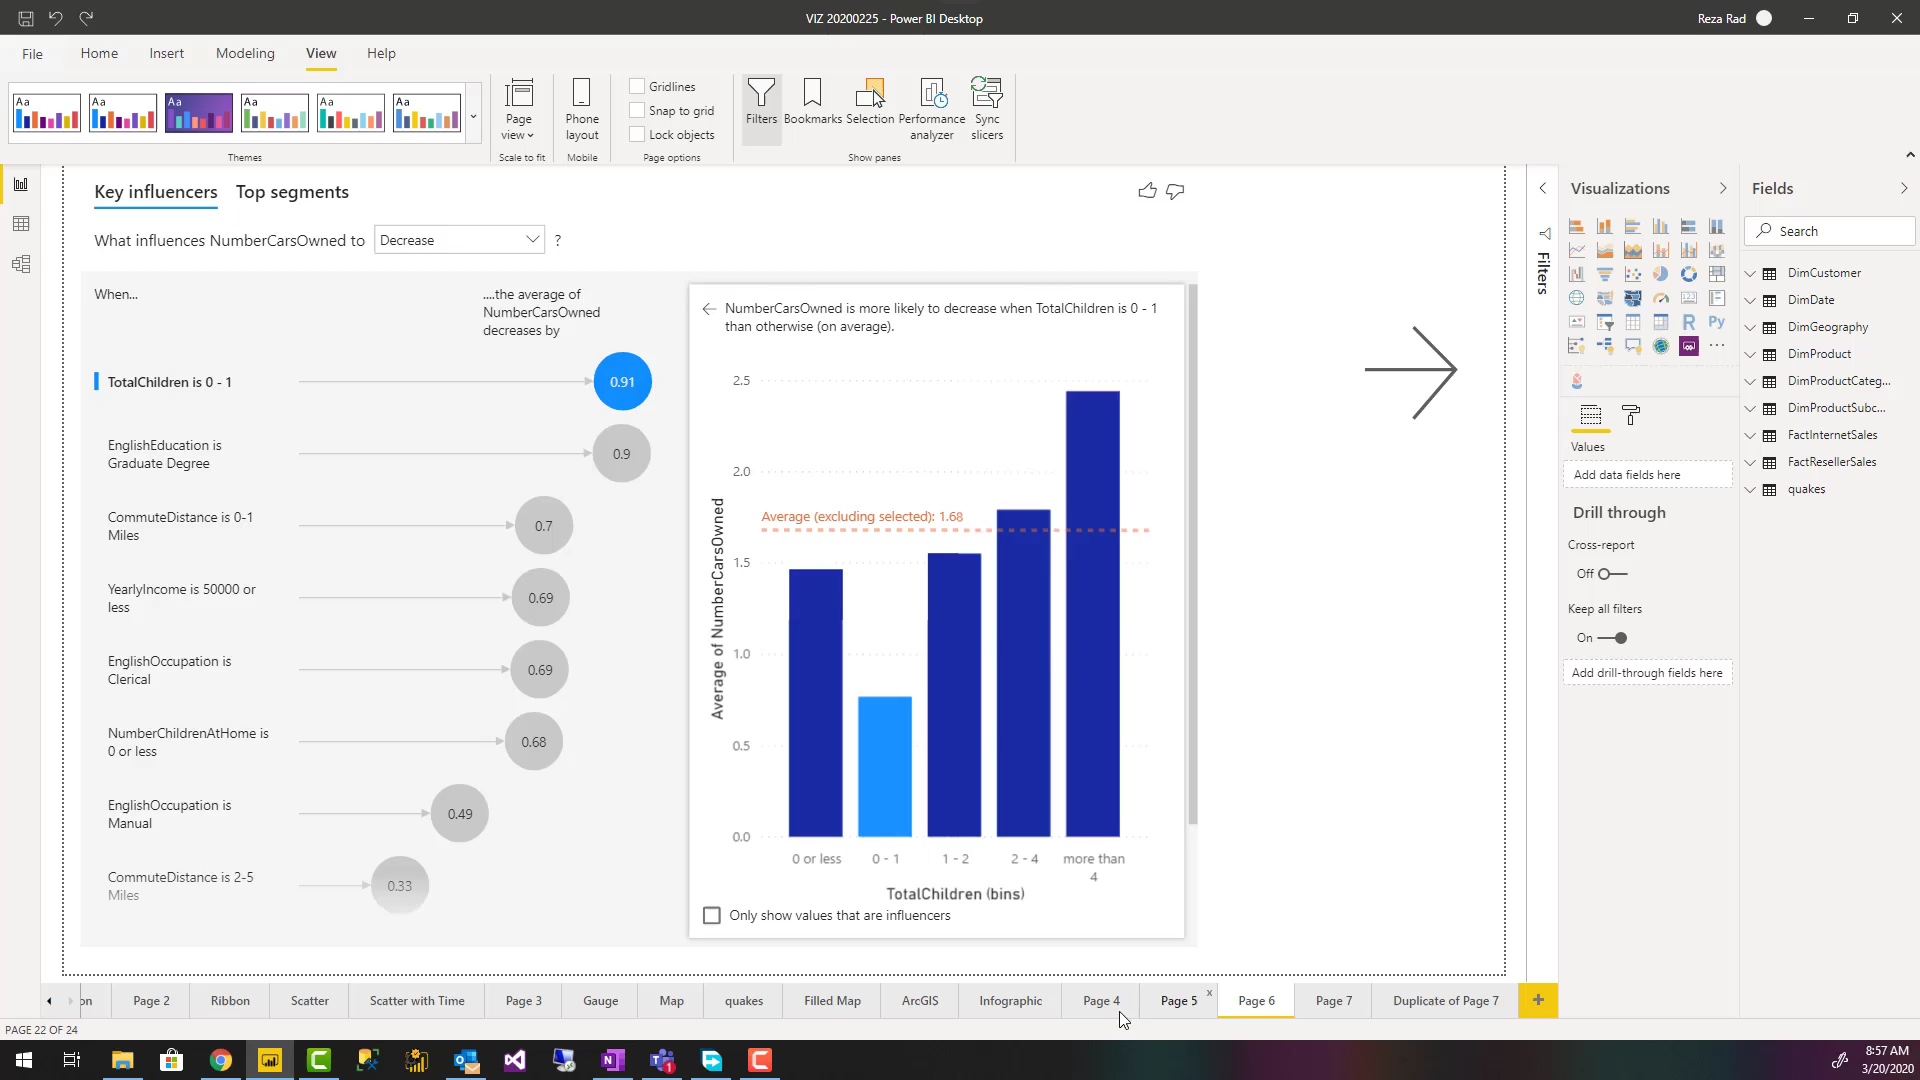 VIZ 20200225 - Power BI Desktop
Reza Rad
File
Home
Insert
Modeling
View
Help
Aa
Aa
Aa
Aa
Aa
Aa
Themes
Page
view
Scale to fit
Phone
layout
Mobile
Gridlines
Snap to grid
Lock objects
Page options
Filters
Bookmarks
Selection
Performance
analyzer
Sync
slicers
Show panes
Key influencers
Top segments
What influences NumberCarsOwned to
Decrease
?
When...
....the average of
NumberCarsOwned
decreases by
TotalChildren is 0 - 1
0.91
EnglishEducation is
Graduate Degree
0.9
CommuteDistance is 0-1
Miles
0.7
YearlyIncome is 50000 or
less
0.69
EnglishOccupation is
Clerical
0.69
NumberChildrenAtHome is
0 or less
0.68
EnglishOccupation is
Manual
0.49
CommuteDistance is 2-5
Miles
0.33
NumberCarsOwned is more likely to decrease when TotalChildren is 0 - 1
than otherwise (on average).
2.5
2.0
1.5
1.0
0.5
0.0
Average of NumberCarsOwned
Average (excluding selected): 1.68
0 or less
0 - 1
1 - 2
2 - 4
more than
4
TotalChildren (bins)
Only show values that are influencers
Filters
Visualizations
R
Py
Values
Add data fields here
Drill through
Cross-report
Off
Keep all filters
On
Add drill-through fields here
Fields
Search
DimCustomer
DimDate
DimGeography
DimProduct
DimProductCateg...
DimProductSubc...
FactInternetSales
FactResellerSales
quakes
on
Page 2
Ribbon
Scatter
Scatter with Time
Page 3
Gauge
Map
quakes
Filled Map
ArcGIS
Infographic
Page 4
Page 5
x
Page 6
Page 7
Duplicate of Page 7
+
PAGE 22 OF 24
8:57 AM
3/20/2020